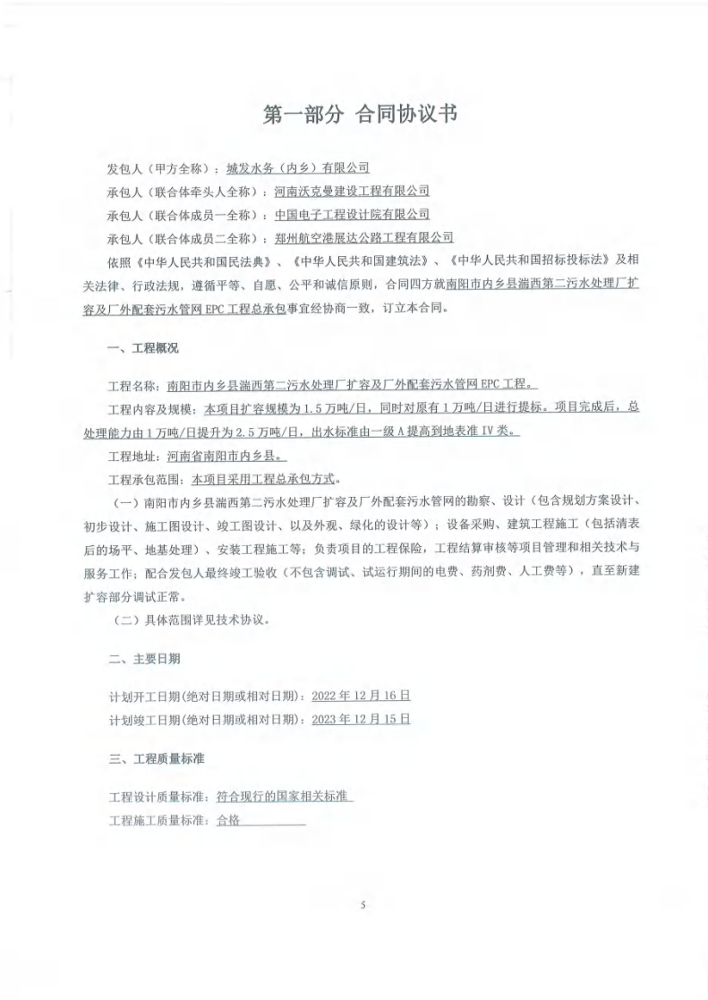 第一部分 合同协议书
发包人（甲方全称）：城发水务（内乡）有限公司
承包人（联合体牵头人全称）：河南沃克曼建设工程有限公司
承包人（联合体成员一全称）：中国电子工程设计院有限公司
承包人（联合体成员二全称）：郑州航空港展达公路工程有限公司
依照《中华人民共和国民法典》、《中华人民共和国建筑法》、《中华人民共和国招标投标法》及相
关法律、行政法规，遵循平等、自愿、公平和诚信原则，合同四方就南阳市内乡县湍西第二污水处理厂扩
容及厂外配套污水管网 EPC 工程总承包事宜经协商一致，订立本合同。
一、工程概况
工程名称：南阳市内乡县湍西第二污水处理厂扩容及厂外配套污水管网 EPC 工程。
工程内容及规模：本项目扩容规模为 1.5 万吨/日，同时对原有 1 万吨/日进行提标。项目完成后，总
处理能力由 1 万吨/日提升为 2.5 万吨/日，出水标准由一级 A 提高到地表准 IV 类。
工程地址：河南省南阳市内乡县。
工程承包范围：本项目采用工程总承包方式。
（一）南阳市内乡县湍西第二污水处理厂扩容及厂外配套污水管网的勘察、设计（包含规划方案设计、
初步设计、施工图设计、竣工图设计、以及外观、绿化的设计等）；设备采购、建筑工程施工（包括清表
后的场平、地基处理）、安装工程施工等；负责项目的工程保险，工程结算审核等项目管理和相关技术与
服务工作；配合发包人最终竣工验收（不包含调试、试运行期间的电费、药剂费、人工费等），直至新建
扩容部分调试正常。
（二）具体范围详见技术协议。
二、主要日期
计划开工日期(绝对日期或相对日期)：2022 年 12 月 16 日
计划竣工日期(绝对日期或相对日期)：2023 年 12 月 15 日
三、工程质量标准
工程设计质量标准：符合现行的国家相关标准
工程施工质量标准：合格
5